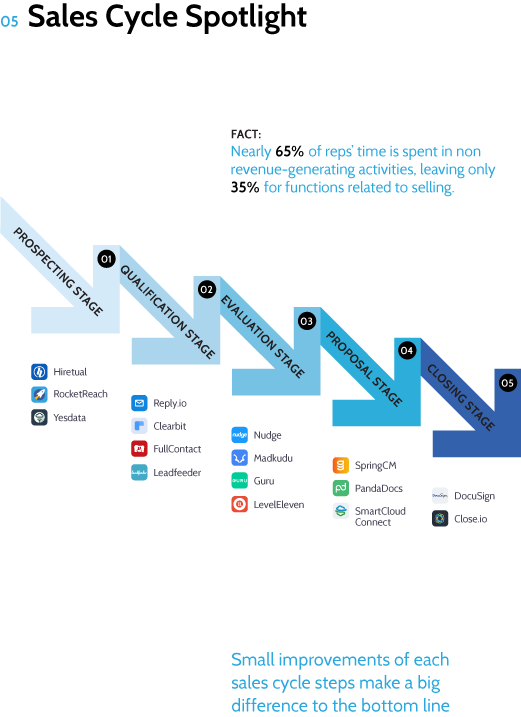 05 Sales Cycle Spotlight
FACT:
Nearly 65% of reps' time is spent in non
revenue-generating activities, leaving only
35% for functions related to selling.
PROSPECTING STAGE
01
QUALIFICATION STAGE
02
EVALUATION STAGE
03
PROPOSAL STAGE
04
CLOSING STAGE
05
Hiretual
RocketReach
Yesdata
Reply.io
Clearbit
FullContact
Leadfeeder
nudge Nudge
Madkudu
GURU Guru
LevelEleven
SpringCM
pd PandaDocs
SmartCloud
Connect
DocuSign
Close.io
Small improvements of each
sales cycle steps make a big
difference to the bottom line